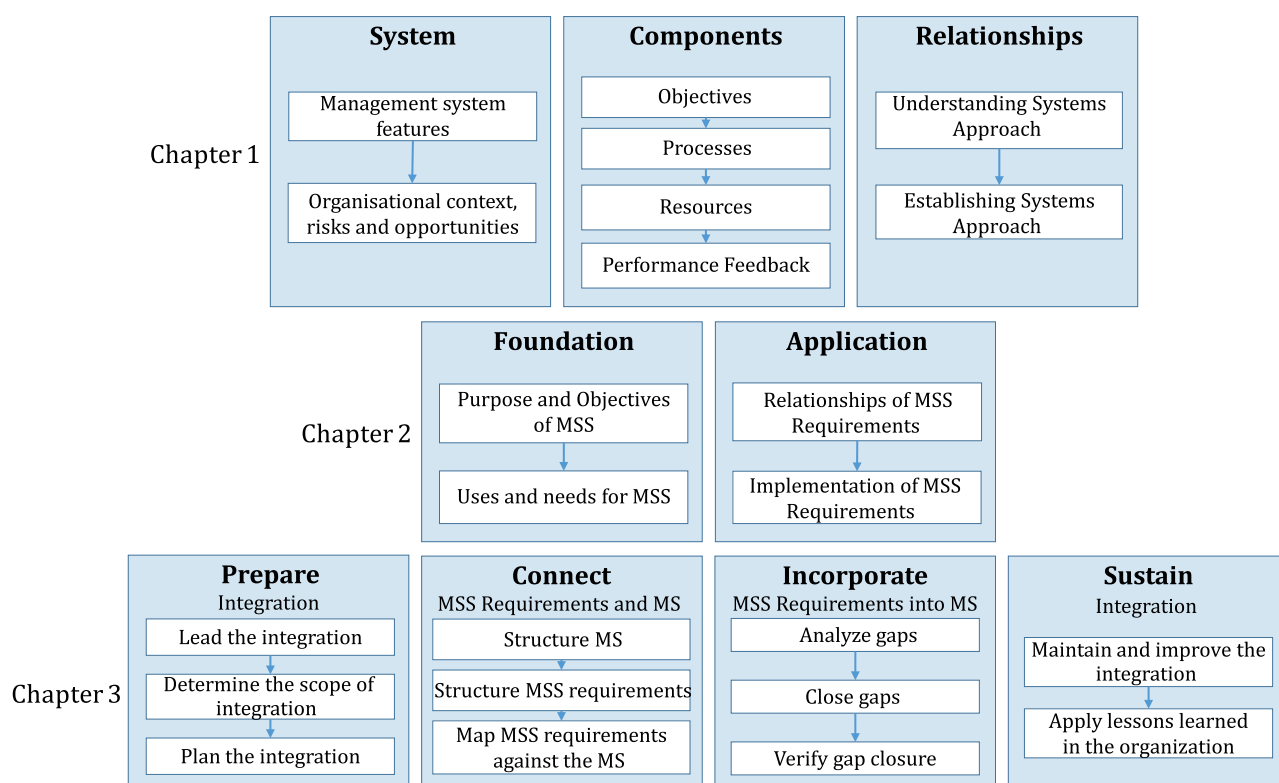 Chapter 1
System
Management system
features
Organisational context,
risks and opportunities
Components
Objectives
Processes
Resources
Performance Feedback
Relationships
Understanding Systems
Approach
Establishing Systems
Approach
Chapter 2
Foundation
Purpose and Objectives
of MSS
Uses and needs for MSS
Application
Relationships of MSS
Requirements
Implementation of MSS
Requirements
Chapter 3
Prepare
Integration
Lead the integration
Determine the scope of
integration
Plan the integration
Connect
MSS Requirements and MS
Structure MS
Structure MSS requirements
Map MSS requirements
against the MS
Incorporate
MSS Requirements into MS
Analyze gaps
Close gaps
Verify gap closure
Sustain
Integration
Maintain and improve the
integration
Apply lessons learned
in the organization